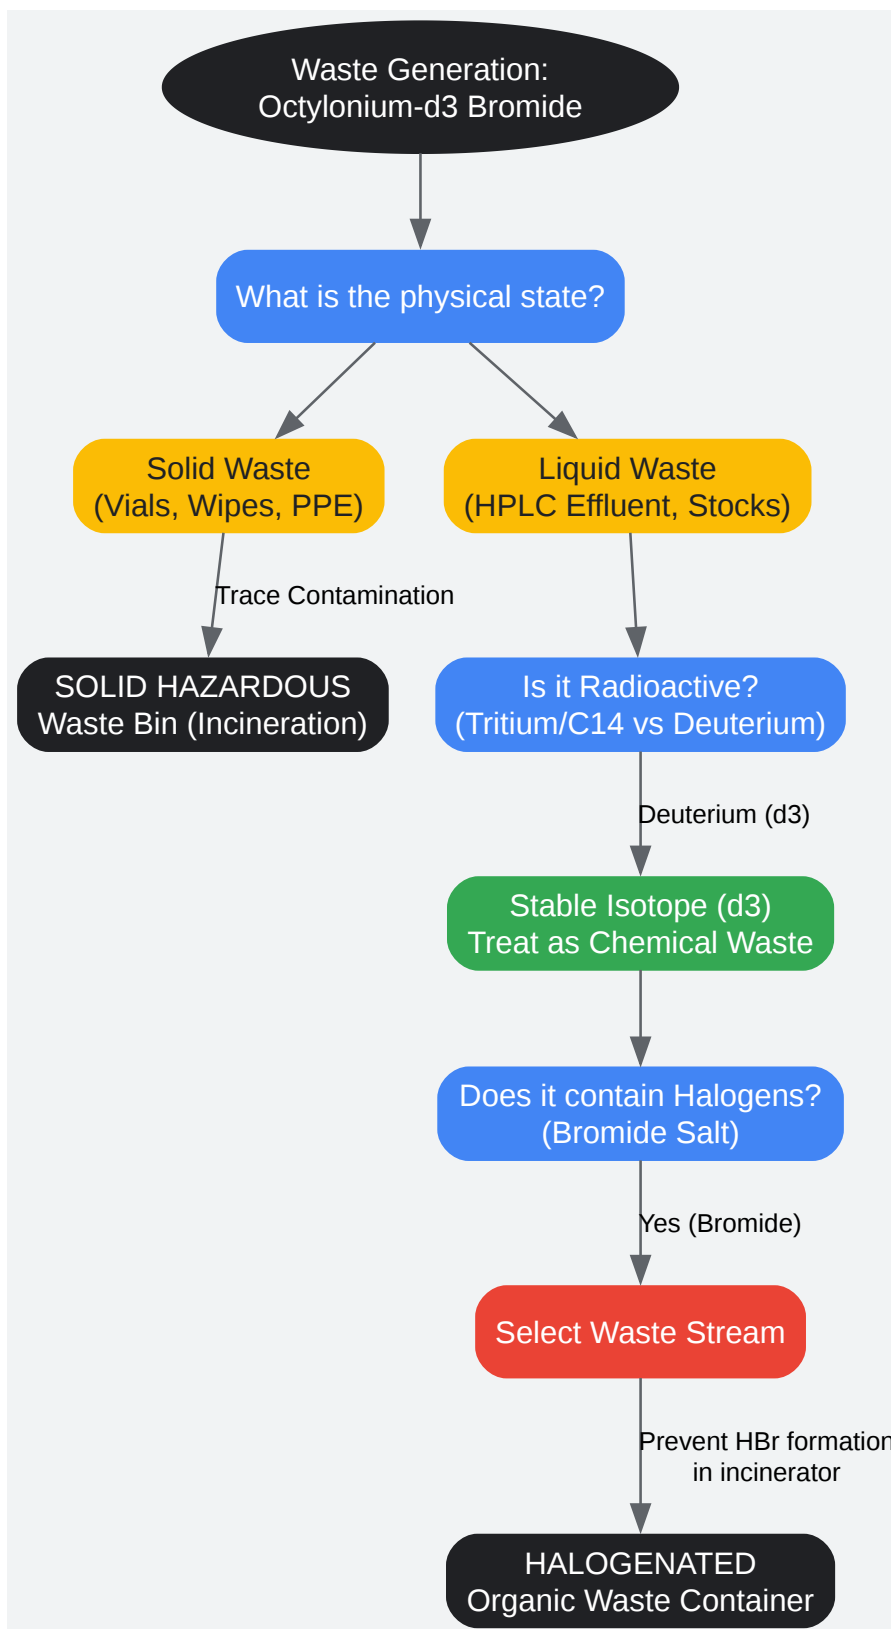 Waste Generation:
Octylonium-d3 Bromide
What is the physical state?
Solid Waste
(Vials, Wipes, PPE)
Liquid Waste
(HPLC Effluent, Stocks)
Trace Contamination
SOLID HAZARDOUS
Waste Bin (Incineration)
Is it Radioactive?
(Tritium/C14 vs Deuterium)
Deuterium (d3)
Stable Isotope (d3)
Treat as Chemical Waste
Does it contain Halogens?
(Bromide Salt)
Yes (Bromide)
Select Waste Stream
Prevent HBr formation
in incinerator
HALOGENATED
Organic Waste Container